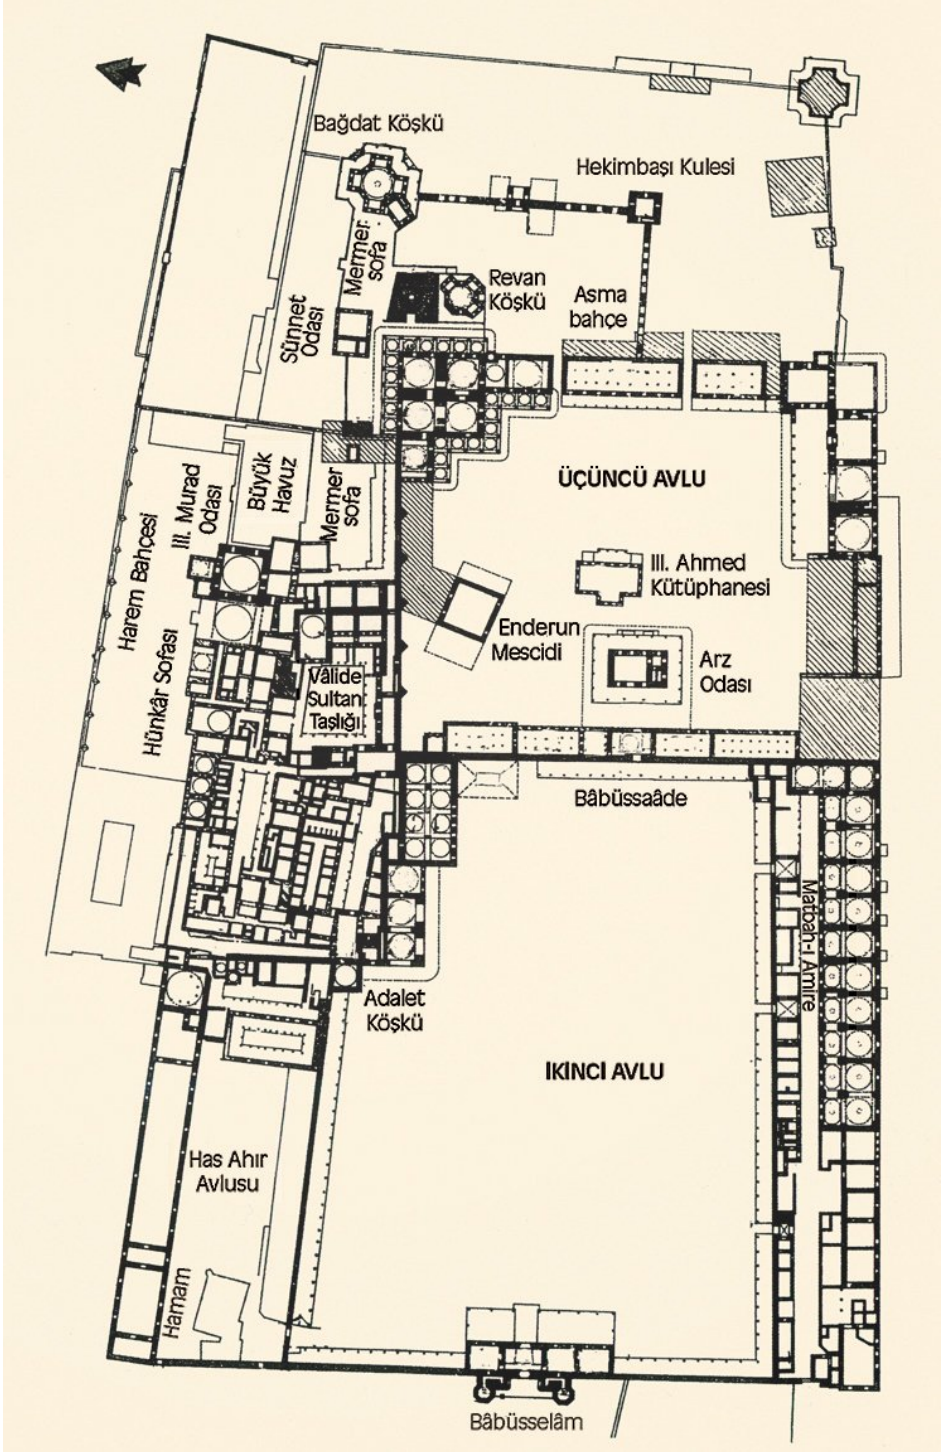 Bağdat Köşkü
Hekimbaşı Kulesi
Mermer
sofa
Revan
Köşkü
Asma
bahçe
Sünnet
Odası
ÜÇÜNCÜ AVLU
Büyük
Havuz
Mermer
sofa
III. Murad
Odası
Harem Bahçesi
III. Ahmed
Kütüphanesi
Enderun
Mescidi
Arz
Odası
Hünkâr Sofası
Vâlide
Sultan
Taşlığı
Bâbüssaâde
Matbah-ı Amire
Adalet
Köşkü
İKİNCİ AVLU
Has Ahır
Avlusu
Hamam
Bâbüsselâm